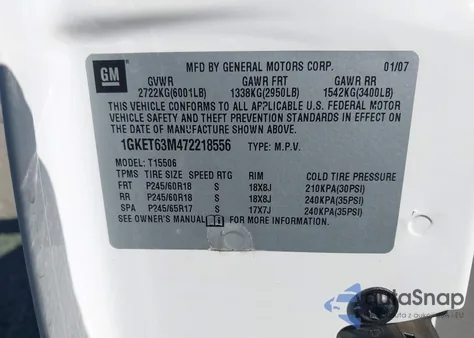 GM
MFD BY GENERAL MOTORS CORP. 01/07
GVWR GAWR FRT GAWR RR
2722KG(6001LB) 1338KG(2950LB) 1542KG(3400LB)
THIS VEHICLE CONFORMS TO ALL APPLICABLE U.S. FEDERAL MOTOR
VEHICLE SAFETY AND THEFT PREVENTION STANDARDS IN EFFECT ON
THE DATE OF MANUFACTURE SHOWN ABOVE.
1GKET63M472218556 TYPE: M.P.V.
MODEL: T15506
TPMS TIRE SIZE SPEED RTG RIM COLD TIRE PRESSURE
FRT P245/60R18 S 18X8J 210KPA(30PSI)
RR P245/60R18 S 18X8J 240KPA(35PSI)
SPA P245/65R17 S 17X7J 240KPA(35PSI)
SEE OWNER'S MANUAL FOR MORE INFORMATION.
AutaSnap